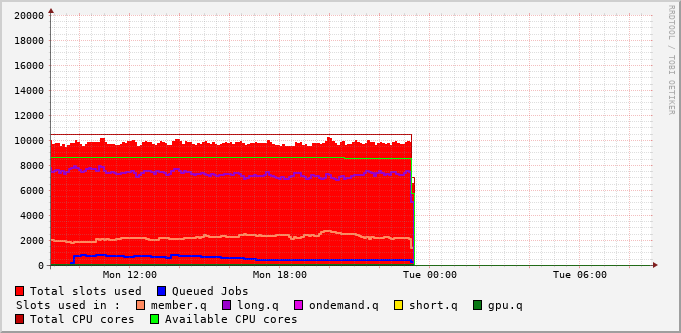 RRDTOOL / TOBI OETIKER
20000
18000
16000
14000
12000
10000
8000
6000
4000
2000
0
Mon 12:00 Mon 18:00 Tue 00:00 Tue 06:00
Total slots used Queued Jobs
Slots used in : member.q long.q ondemand.q short.q gpu.q
Total CPU cores Available CPU cores